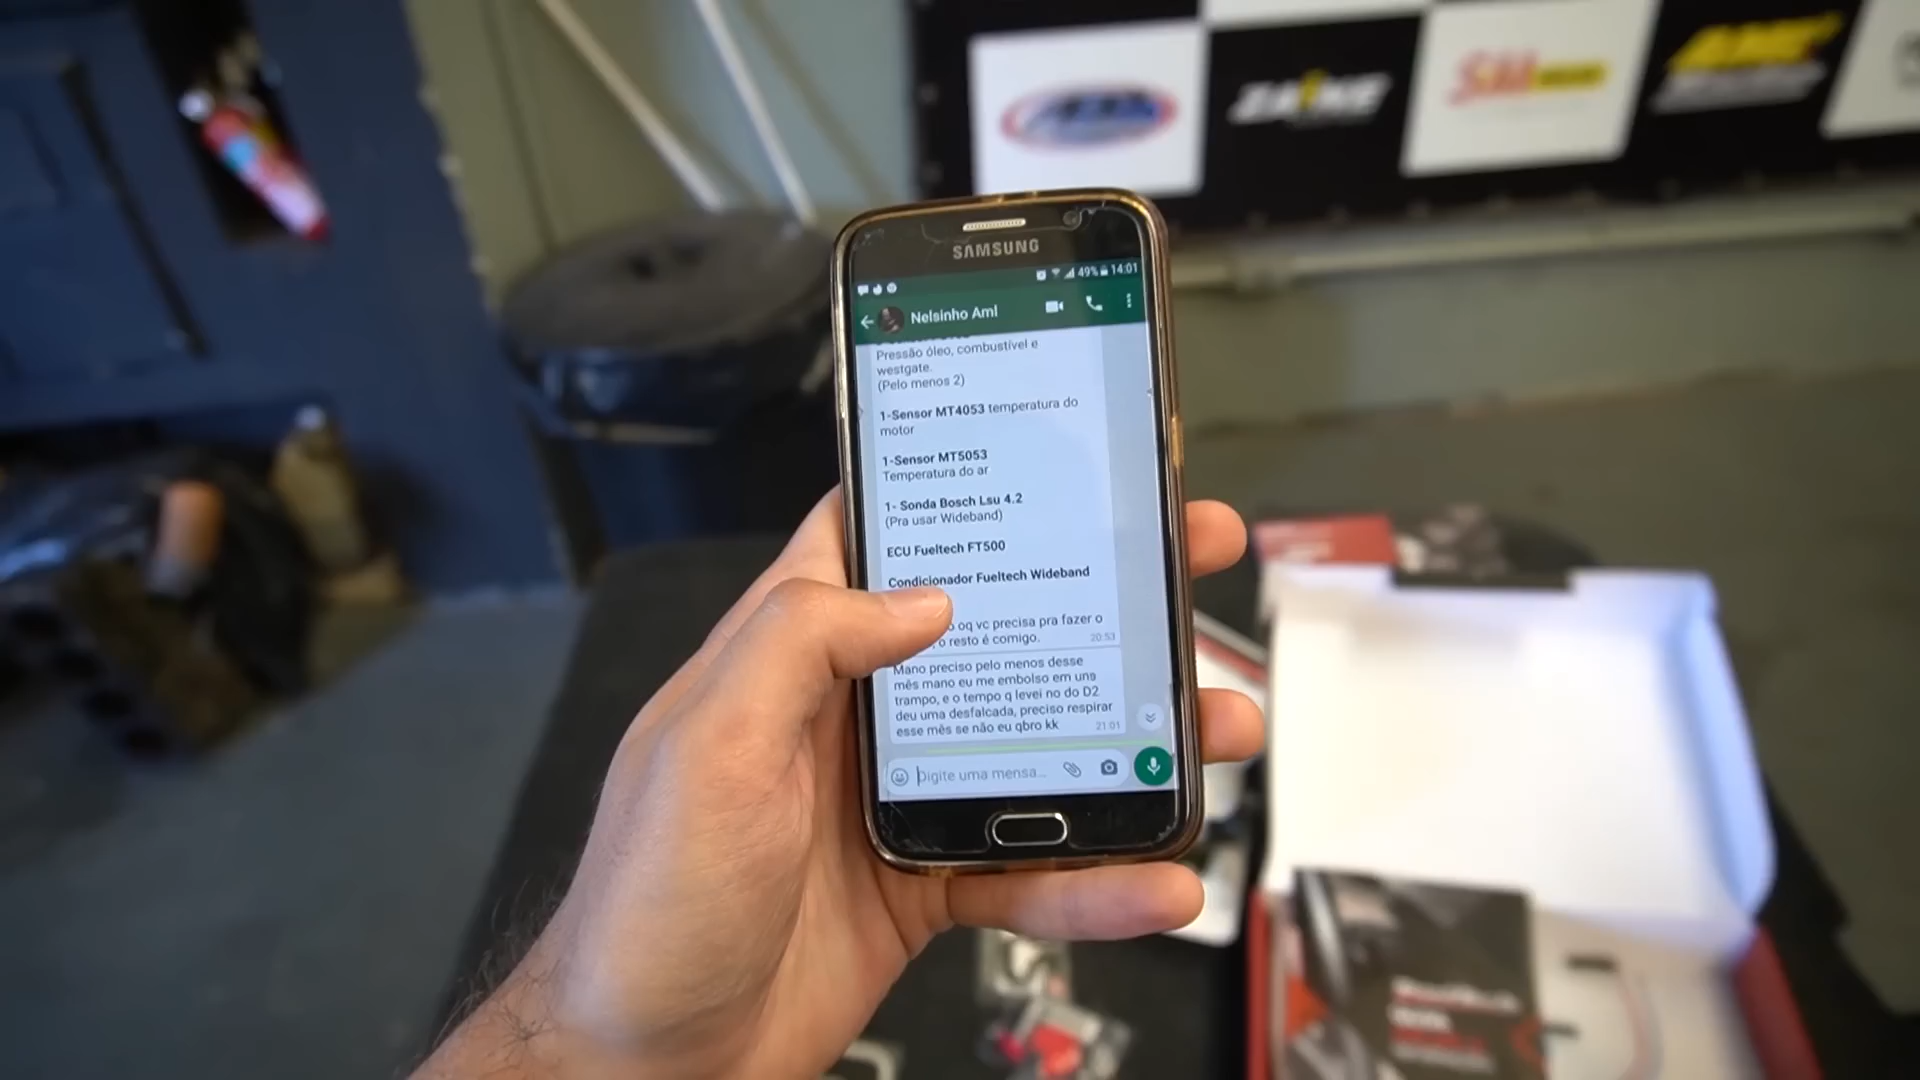 SAMSUNG
49% 14:01
Nelsinho Aml
Pressão óleo, combustível e
westgate.
(Pelo menos 2)
1-Sensor MT4053 temperatura do
motor
1-Sensor MT5053
Temperatura do ar
1- Sonda Bosch Lsu 4.2
(Pra usar Wideband)
ECU Fueltech FT500
Condicionador Fueltech Wideband
oq vc precisa pra fazer o
o resto é comigo. 20:53
Mano preciso pelo menos desse
mês mano eu me embolso em uns
trampo, e o tempo q levei no do D2
deu uma desfalcada, preciso respirar
esse mês se não eu qbro kk 21:01
Digite uma mensa...